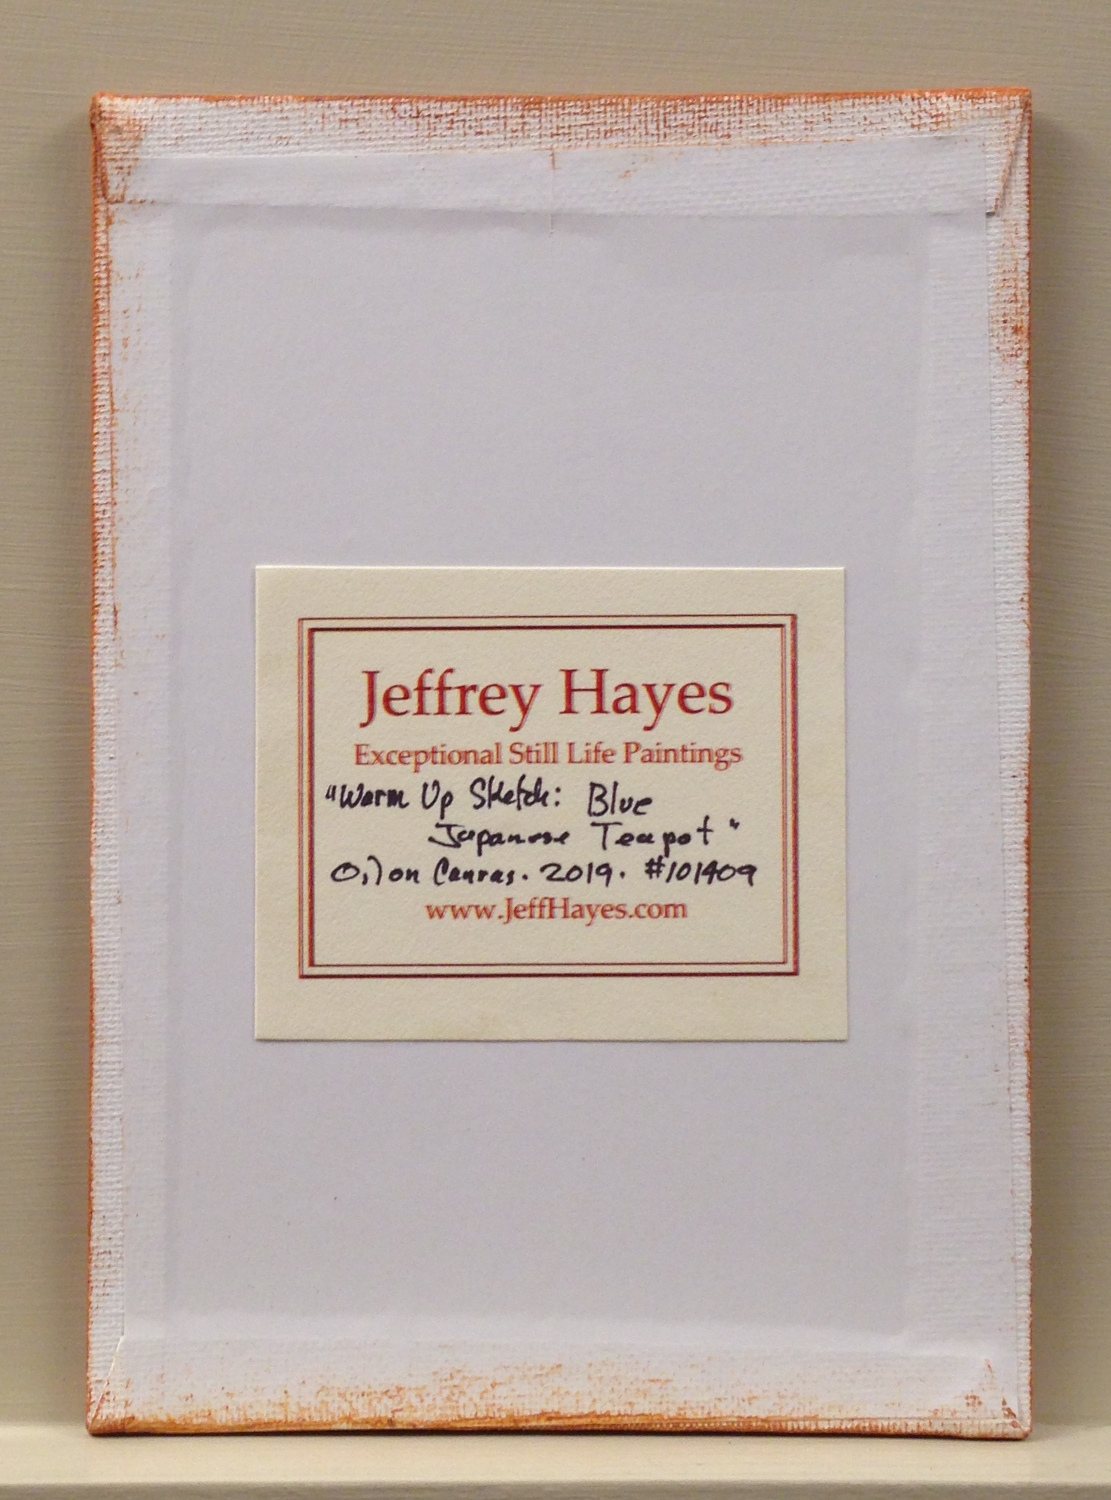 Jeffrey Hayes
Exceptional Still Life Paintings
"Warm Up Sketch: Blue
Japanese Teapot"
Oil on Canvas. 2019. #101409
www.JeffHayes.com